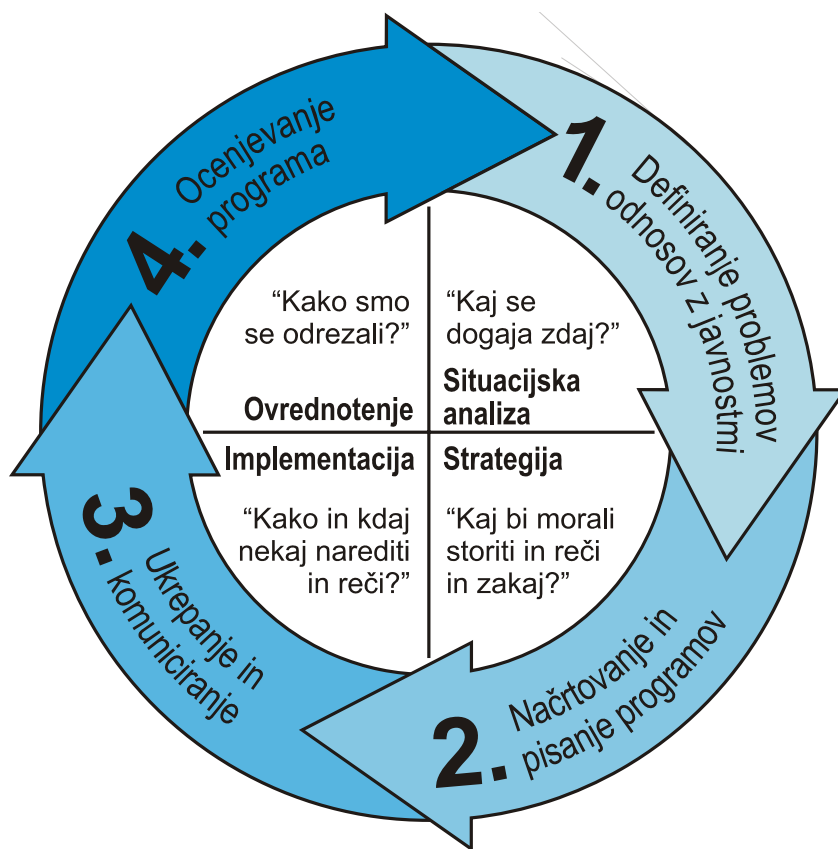 1.
Definiranje problemov
odnosov z javnostmi
“Kaj se
dogaja zdaj?”
Situacijska
analiza
2.
Načrtovanje in
pisanje programov
Strategija
“Kaj bi morali
storiti in reči
in zakaj?”
3.
Ukrepanje in
komuniciranje
Implementacija
“Kako in kdaj
nekaj narediti
in reči?”
4.
Ocenjevanje
programa
“Kako smo
se odrezali?”
Ovrednotenje